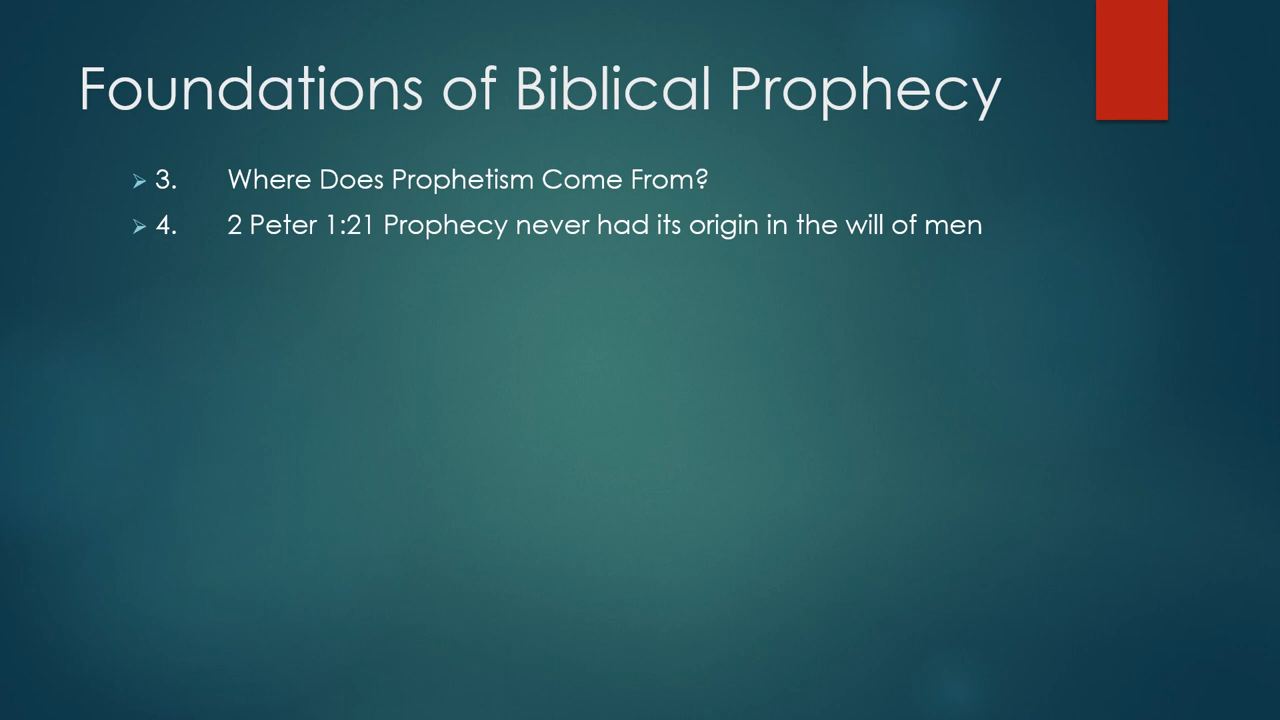 Foundations of Biblical Prophecy
3. Where Does Prophetism Come From?
4. 2 Peter 1:21 Prophecy never had its origin in the will of men